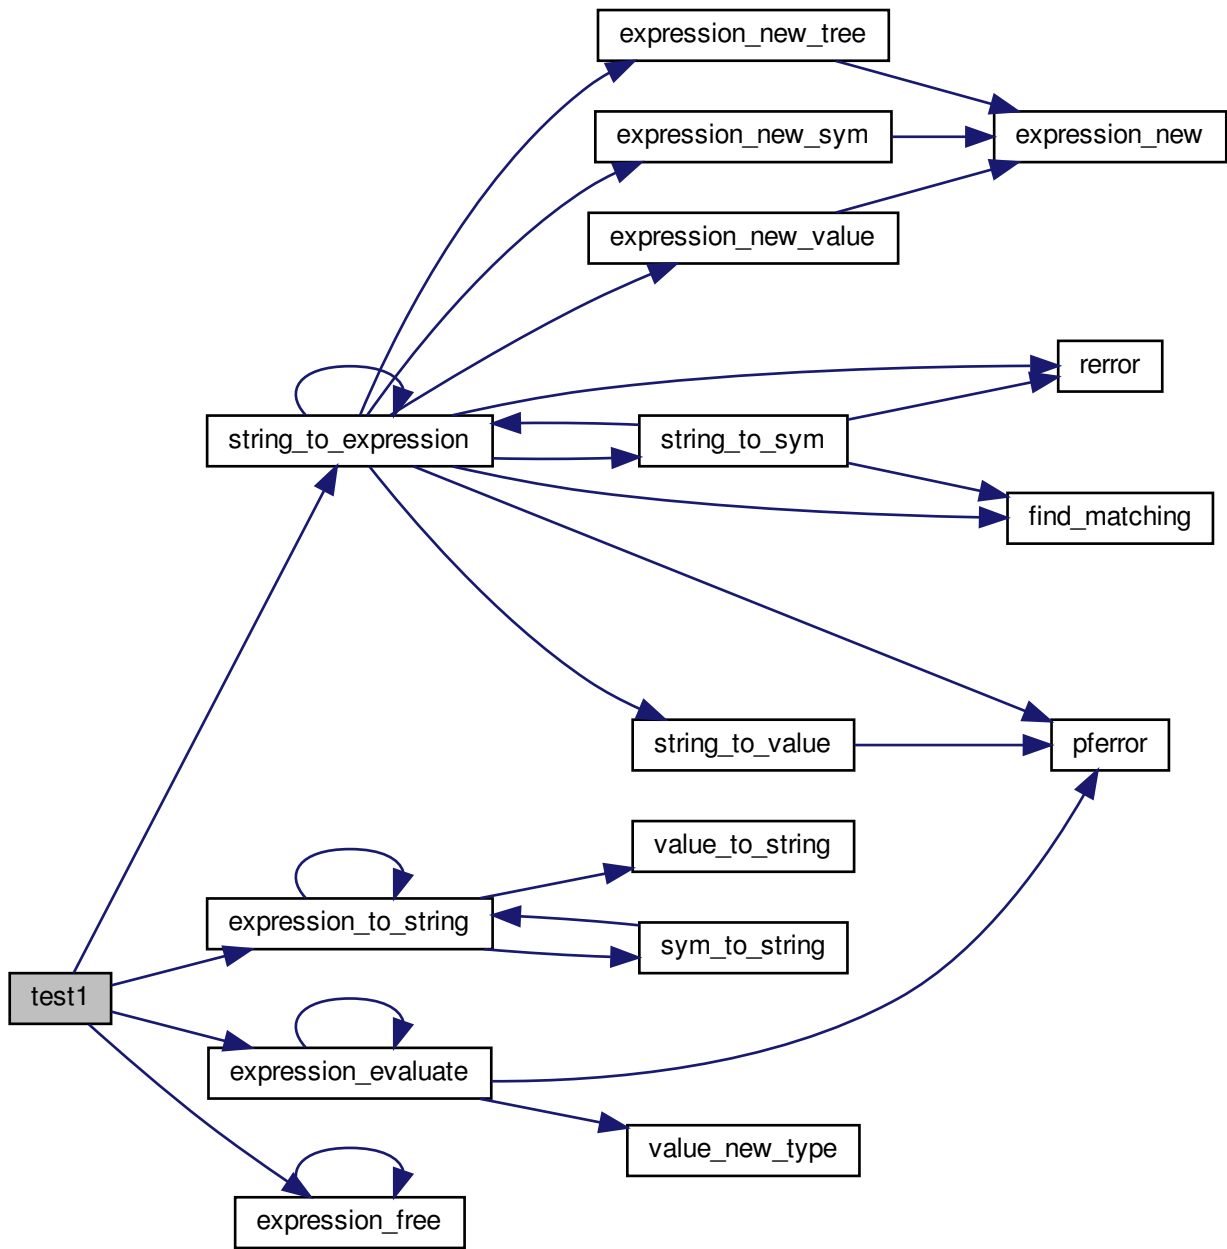 expression_new_tree
expression_new_sym
expression_new
expression_new_value
rerror
string_to_expression
string_to_sym
find_matching
string_to_value
pferror
value_to_string
expression_to_string
sym_to_string
test1
expression_evaluate
value_new_type
expression_free